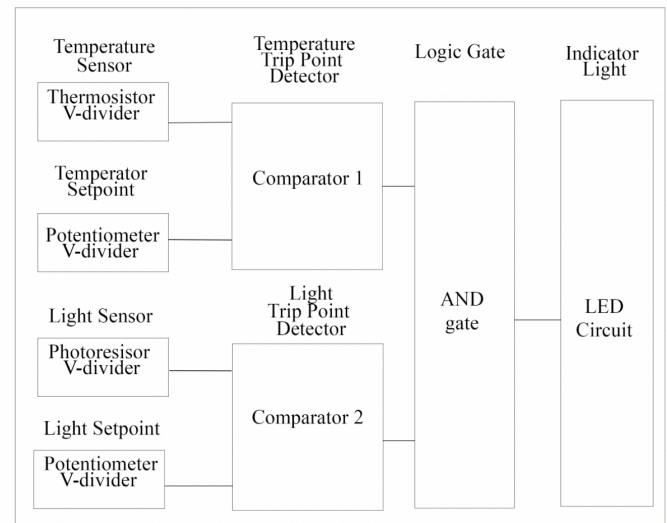 Temperature
Sensor
Thermosistor
V-divider
Temperator
Setpoint
Potentiometer
V-divider
Light Sensor
Photoresisor
V-divider
Light Setpoint
Potentiometer
V-divider
Temperature
Trip Point
Detector
Comparator 1
Light
Trip Point
Detector
Comparator 2
Logic Gate
AND
gate
Indicator
Light
LED
Circuit